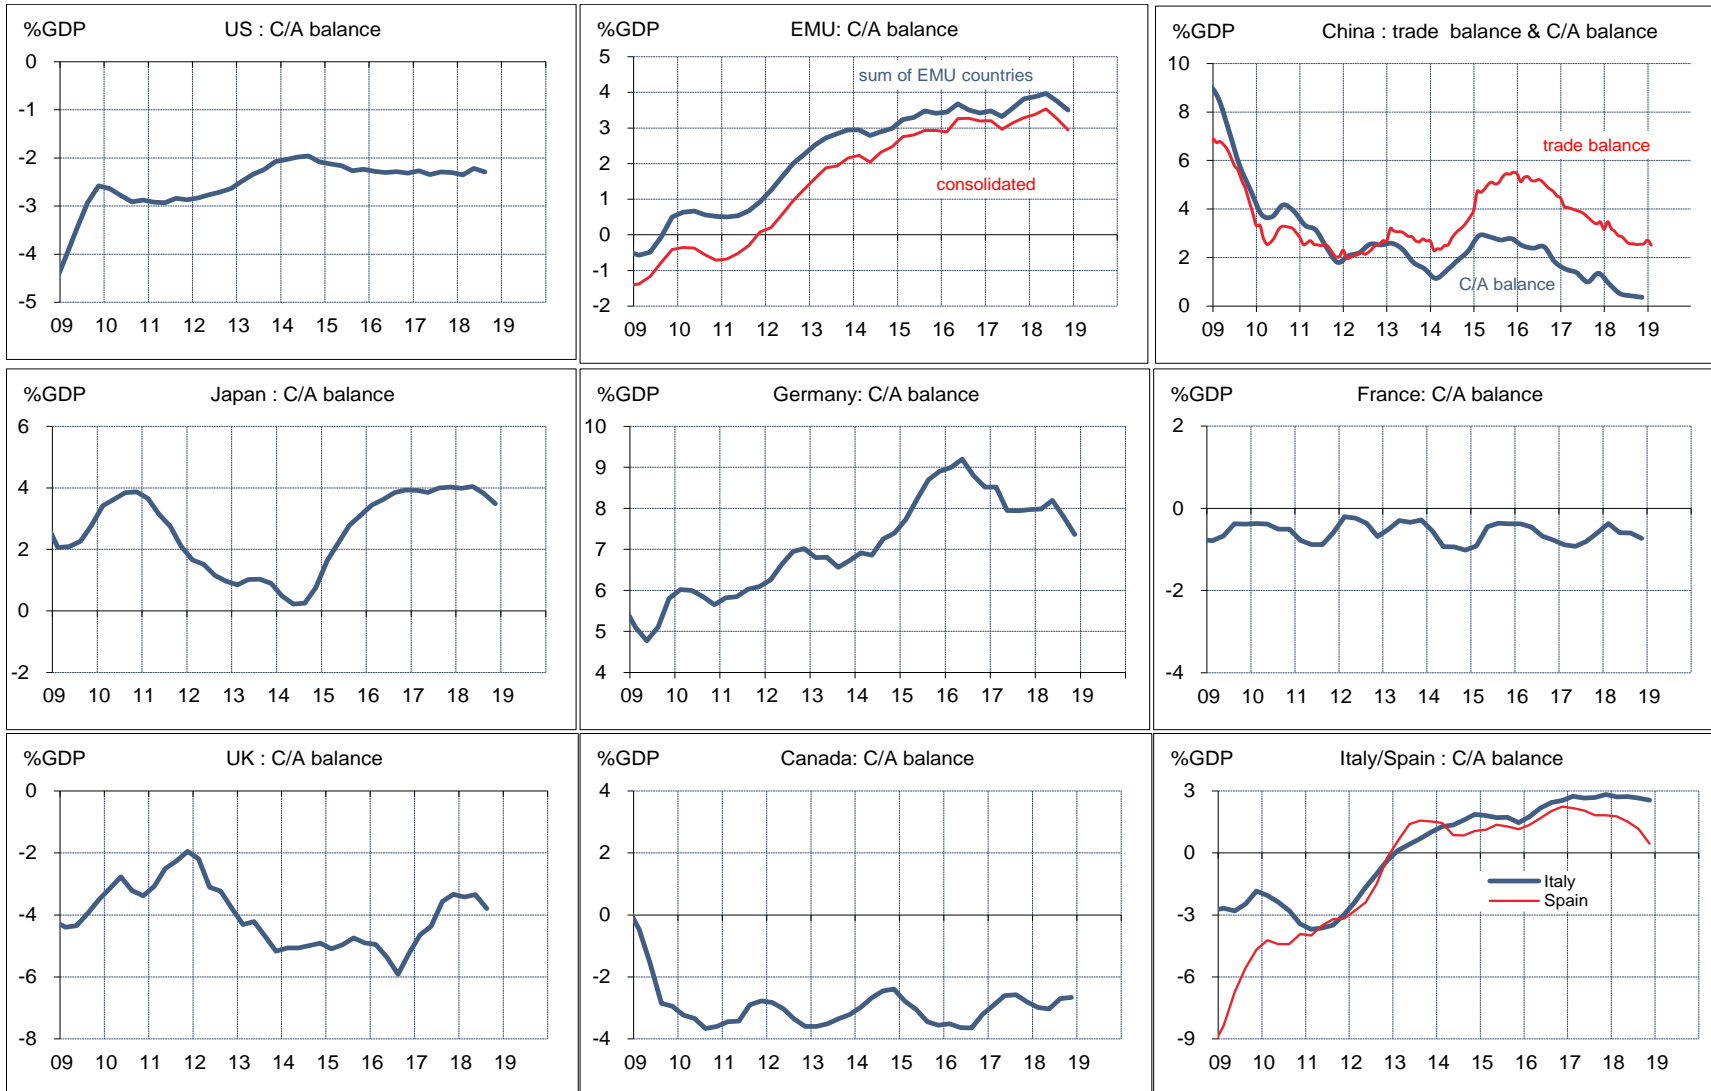 %GDP US : C/A balance
0
-1
-2
-3
-4
-5
09 10 11 12 13 14 15 16 17 18 19
%GDP EMU: C/A balance
5
sum of EMU countries
4
3
2
consolidated
1
0
-1
-2
09 10 11 12 13 14 15 16 17 18 19
%GDP China : trade balance & C/A balance
10
8
trade balance
6
4
2
C/A balance
0
09 10 11 12 13 14 15 16 17 18 19
%GDP Japan : C/A balance
6
4
2
0
-2
09 10 11 12 13 14 15 16 17 18 19
%GDP Germany: C/A balance
10
9
8
7
6
5
4
09 10 11 12 13 14 15 16 17 18 19
%GDP France: C/A balance
2
0
-2
-4
09 10 11 12 13 14 15 16 17 18 19
%GDP UK : C/A balance
0
-2
-4
-6
-8
09 10 11 12 13 14 15 16 17 18 19
%GDP Canada: C/A balance
4
2
0
-2
-4
09 10 11 12 13 14 15 16 17 18 19
%GDP Italy/Spain : C/A balance
3
0
Italy
Spain
-3
-6
-9
09 10 11 12 13 14 15 16 17 18 19